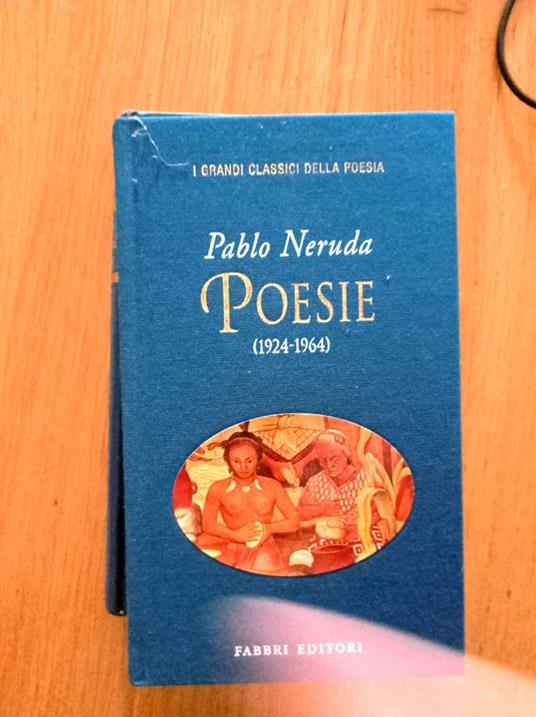 I GRANDI CLASSICI DELLA POESIA
Pablo Neruda
POESIE
(1924-1964)
FABBRI EDITORI